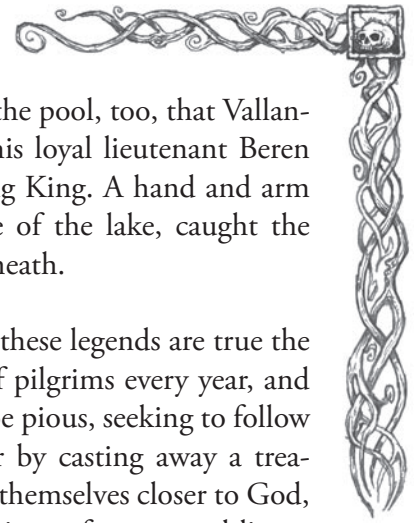 the pool, too, that Vallan-
his loyal lieutenant Beren
g King. A hand and arm
e of the lake, caught the
neath.
these legends are true the
f pilgrims every year, and
be pious, seeking to follow
r by casting away a trea-
themselves closer to God,